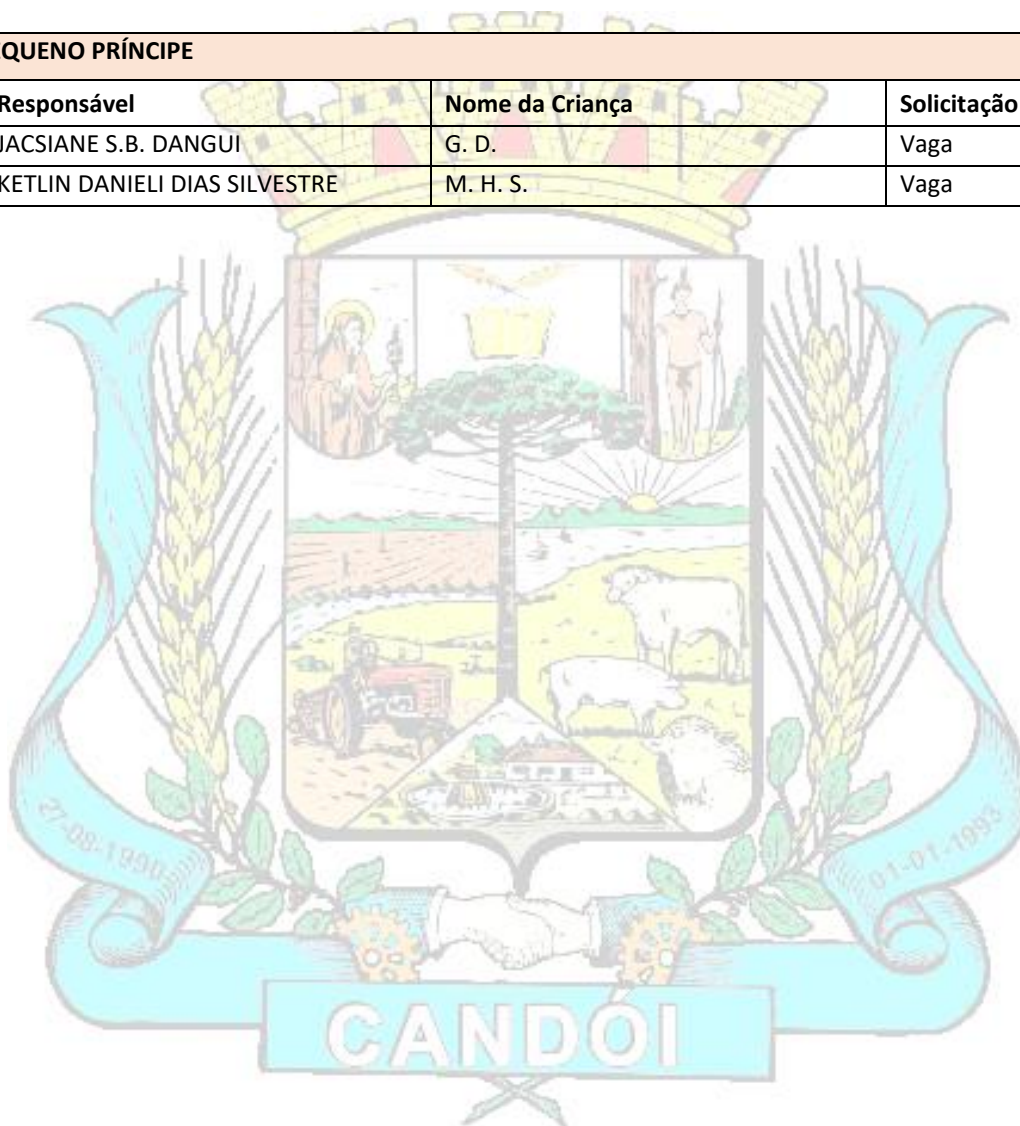 QUENO PRÍNCIPE
Responsável Nome da Criança Solicitação
JACSIANE S.B. DANGUI G. D. Vaga
KETLIN DANIELI DIAS SILVESTRE M. H. S. Vaga
27-08-1990 01-01-1993
CANDÓI